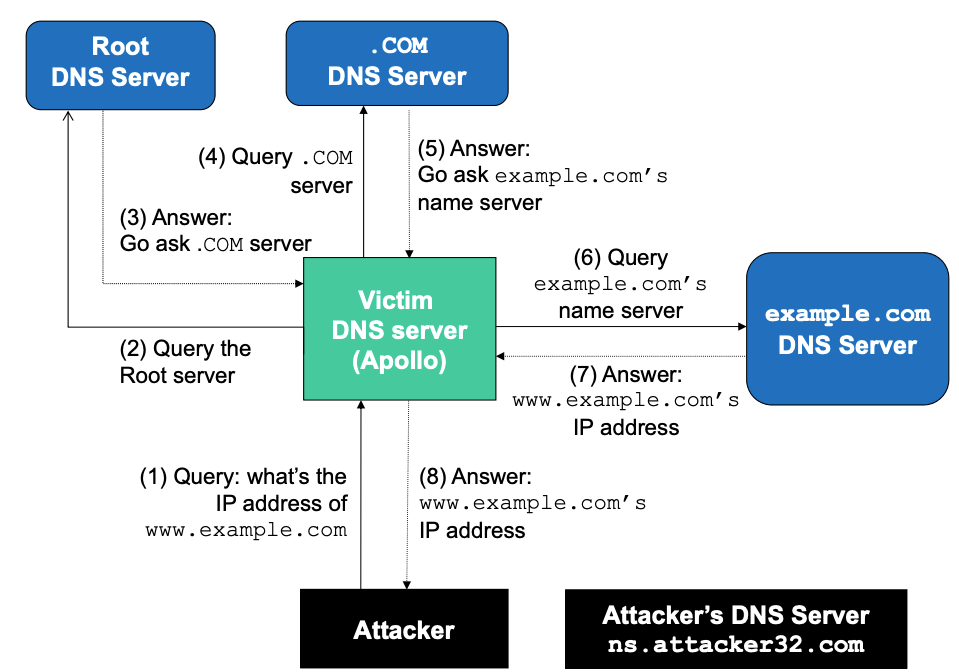 Root
DNS Server
.COM
DNS Server
(4) Query .COM
server
(5) Answer:
Go ask example.com’s
name server
(3) Answer:
Go ask .COM server
(6) Query
example.com’s
name server
Victim
DNS server
(Apollo)
example.com
DNS Server
(2) Query the
Root server
(7) Answer:
www.example.com’s
IP address
(1) Query: what’s the
IP address of
www.example.com
(8) Answer:
www.example.com’s
IP address
Attacker
Attacker’s DNS Server
ns.attacker32.com